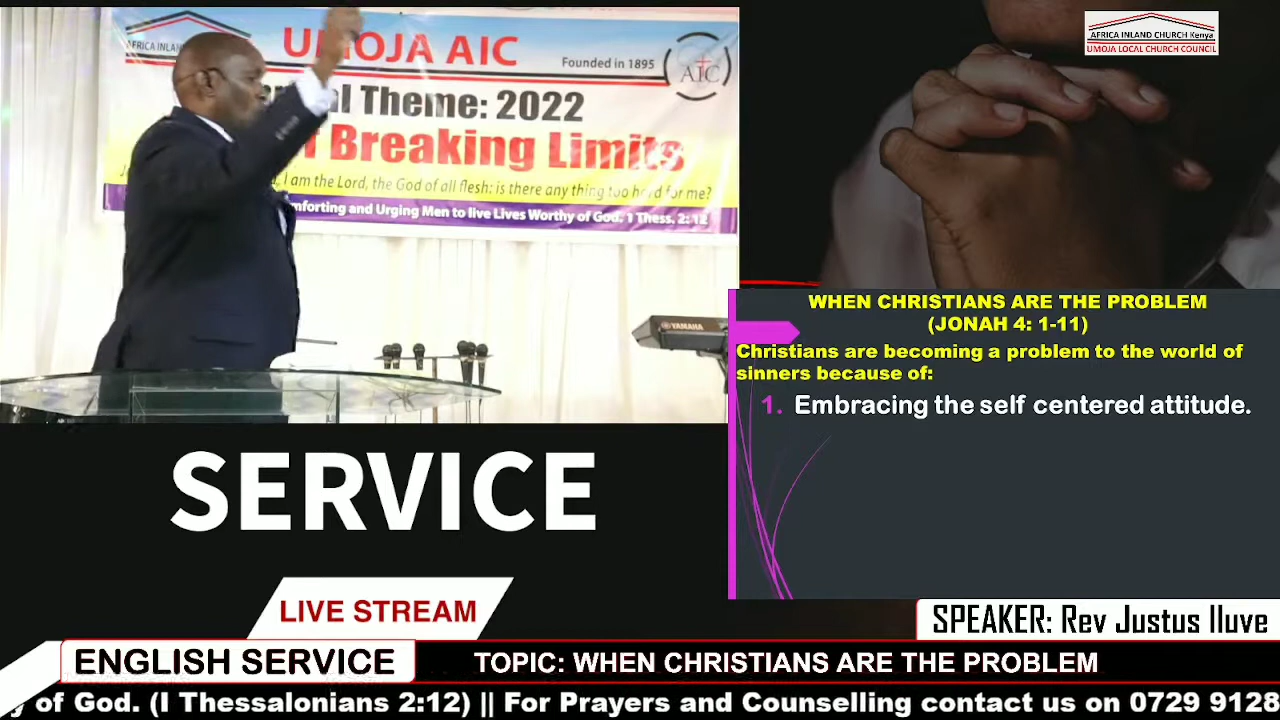 AFRICA INLAND
UMOJA AIC
Founded in 1895
AIC
Theme: 2022
Breaking Limits
I am the Lord, the God of all flesh: is there any thing too hard for me?
and Urging Men to live Lives Worthy of God. 1 Thess. 2:12
YAMAHA
AFRICA INLAND CHURCH Kenya
UMOJA LOCAL CHURCH COUNCIL
WHEN CHRISTIANS ARE THE PROBLEM
(JONAH 4: 1-11)
Christians are becoming a problem to the world of
sinners because of:
1. Embracing the self centered attitude.
SERVICE
LIVE STREAM
SPEAKER: Rev Justus Iluve
ENGLISH SERVICE
TOPIC: WHEN CHRISTIANS ARE THE PROBLEM
of God. (I Thessalonians 2:12) || For Prayers and Counselling contact us on 0729 9128